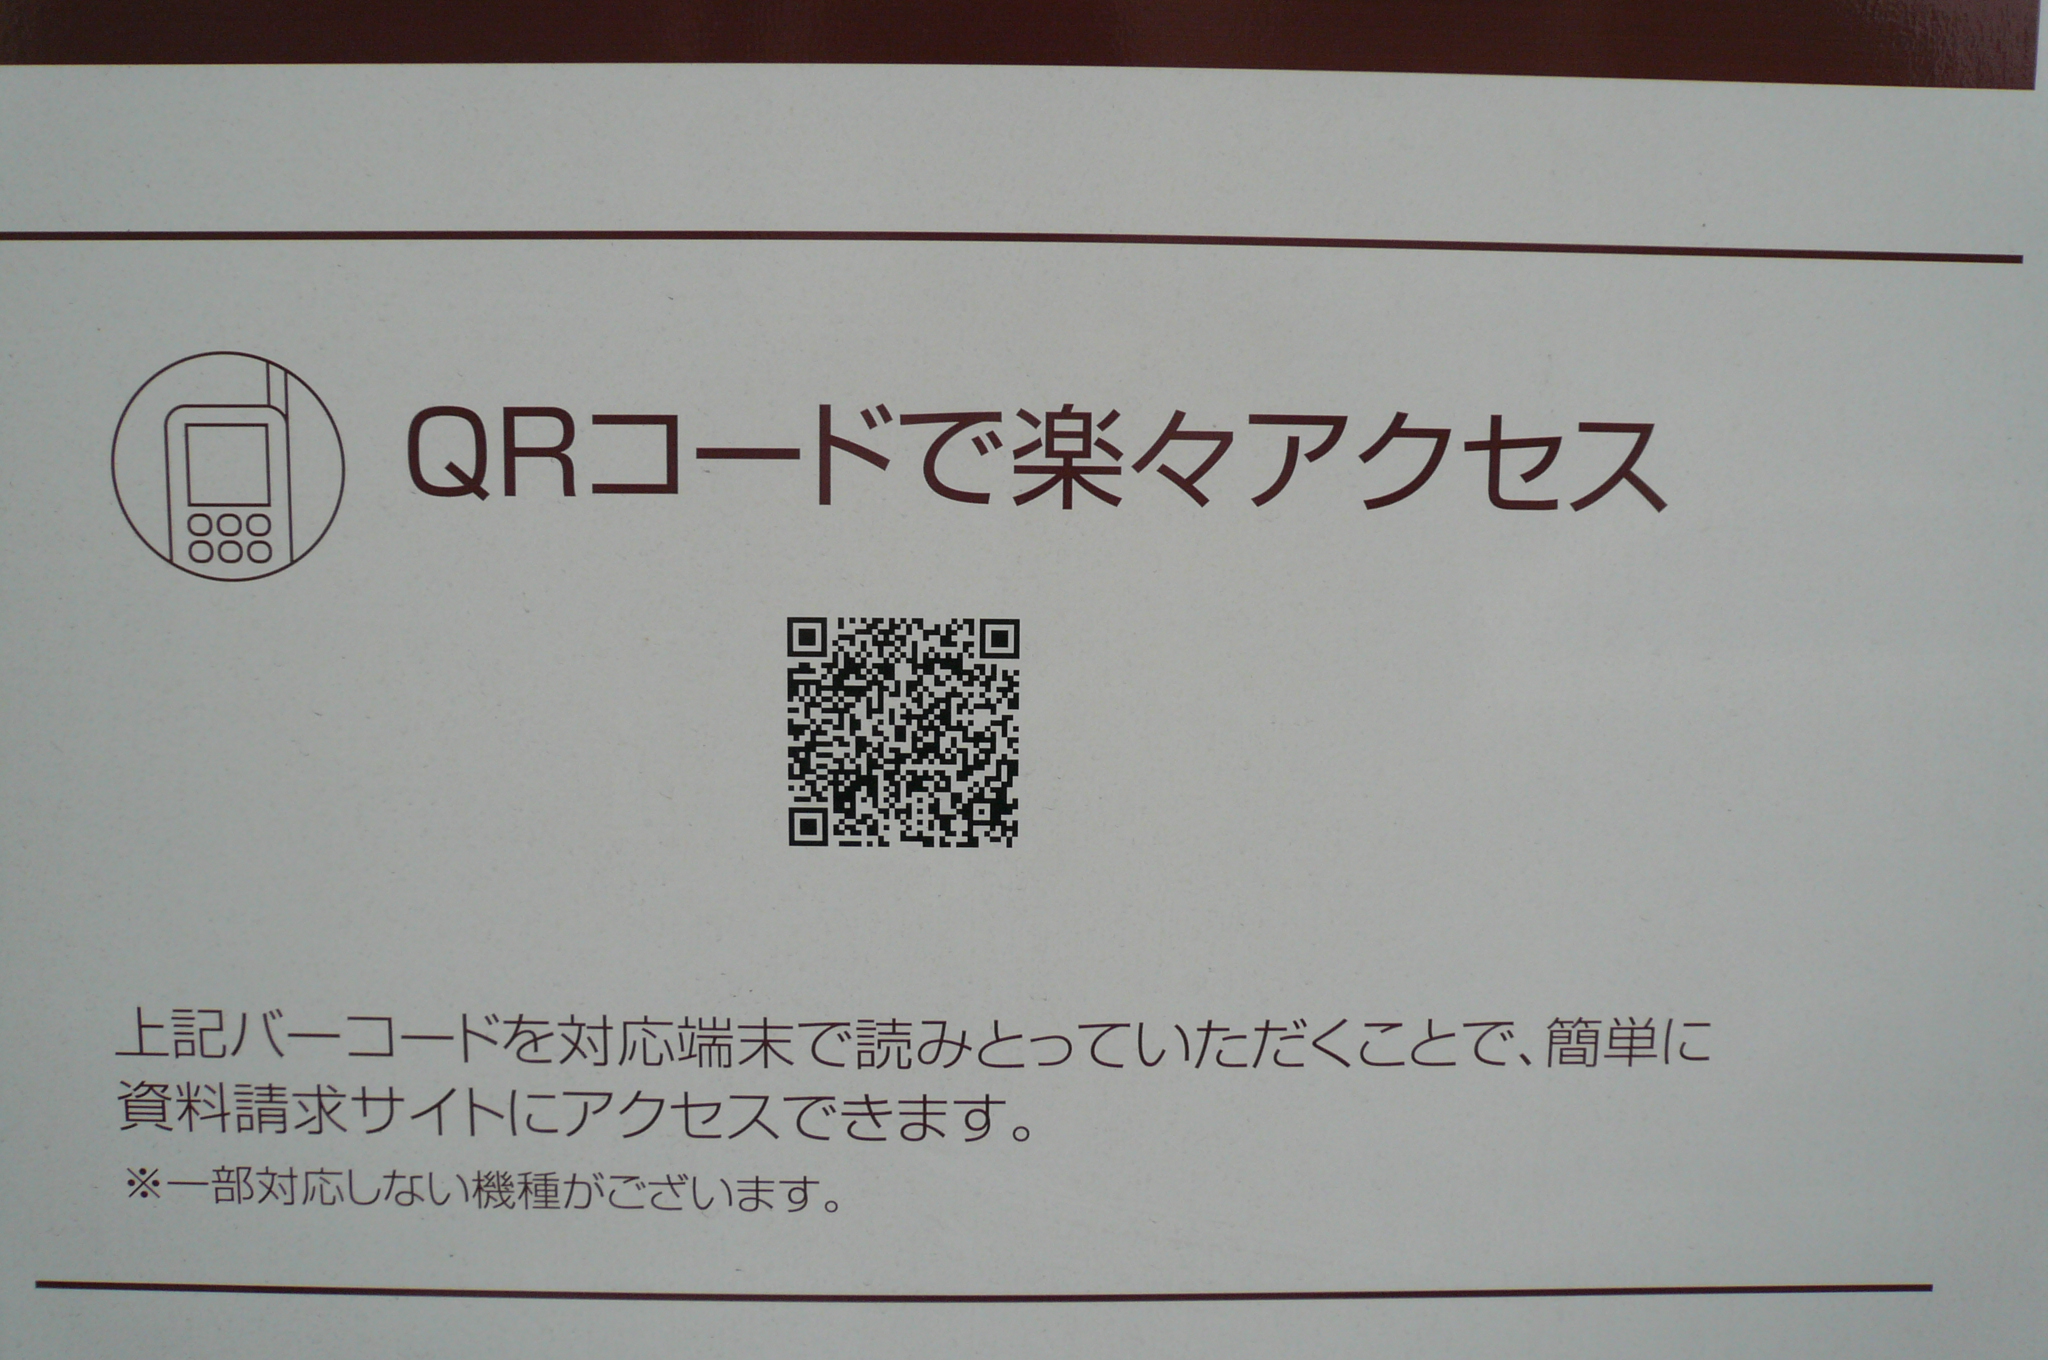 QRコードで楽々アクセス
上記バーコードを対応端末で読みとっていただくことで、簡単に
資料請求サイトにアクセスできます。
※一部対応しない機種がございます。